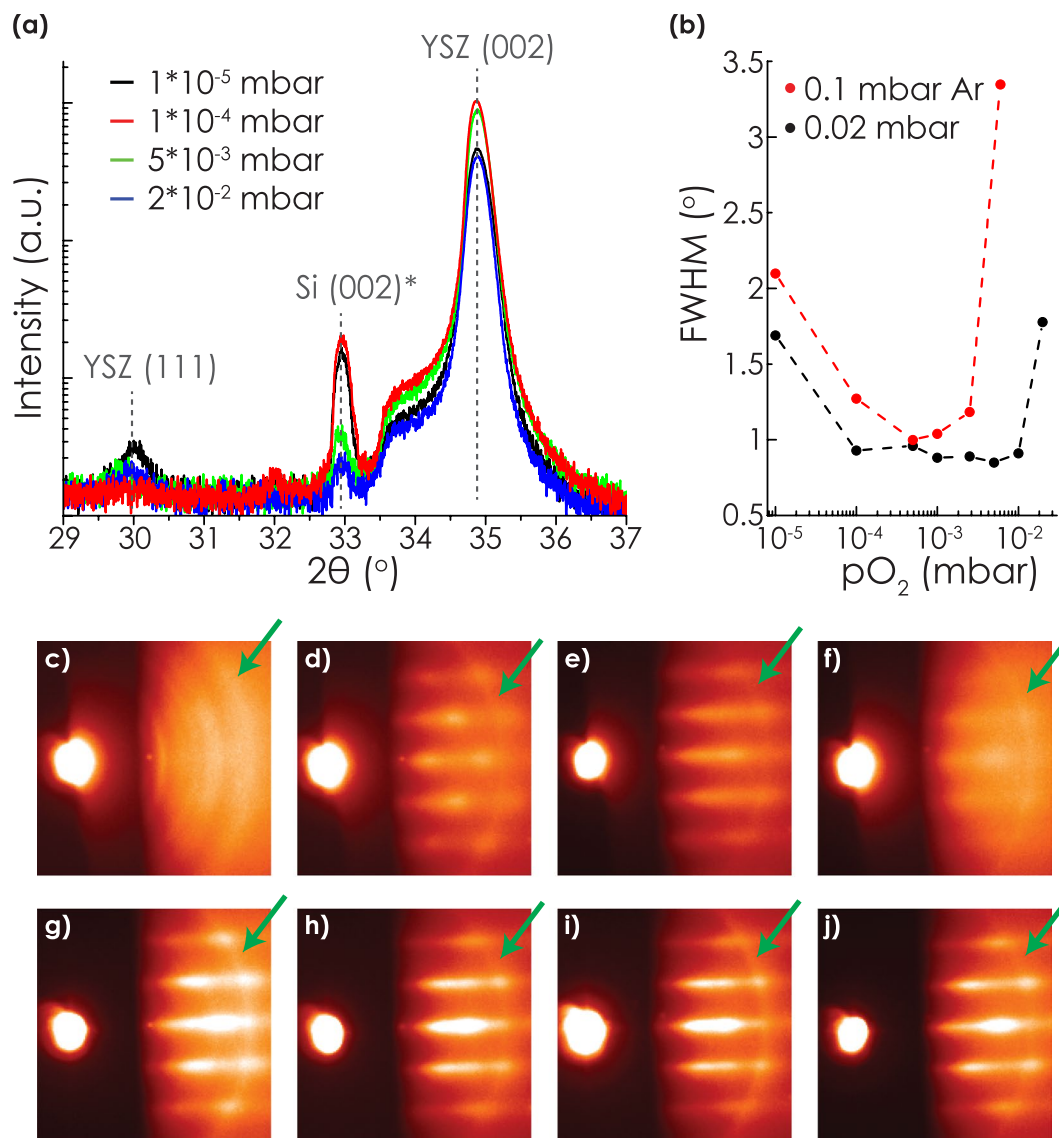 (a)
YSZ (002)
1*10⁻⁵ mbar
1*10⁻⁴ mbar
5*10⁻³ mbar
2*10⁻² mbar
Si (002)*
YSZ (111)
Intensity (a.u.)
29 30 31 32 33 34 35 36 37
2θ (°)
(b)
0.1 mbar Ar
0.02 mbar
3.5
3
2.5
2
1.5
1
0.5
FWHM (°)
10⁻⁵ 10⁻⁴ 10⁻³ 10⁻²
pO₂ (mbar)
c) d) e) f)
g) h) i) j)